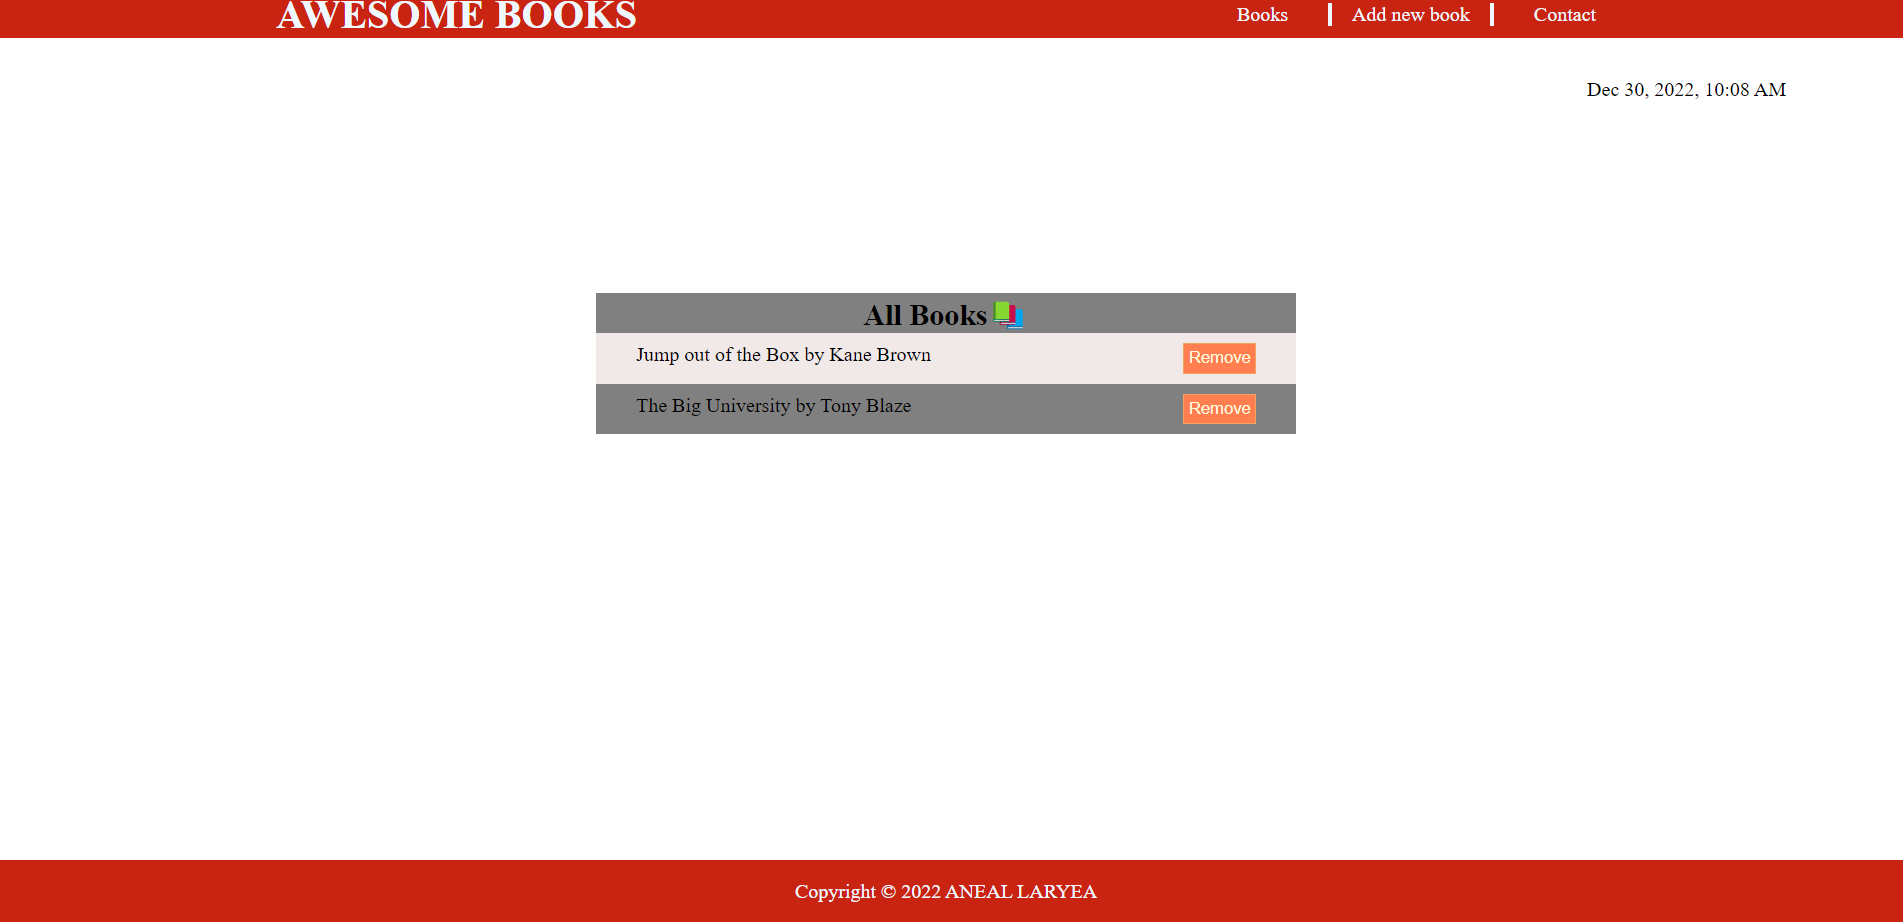 AWESOME BOOKS
Books
Add new book
Contact
Dec 30, 2022, 10:08 AM
All Books
Jump out of the Box by Kane Brown
Remove
The Big University by Tony Blaze
Remove
Copyright © 2022 ANEAL LARYEA